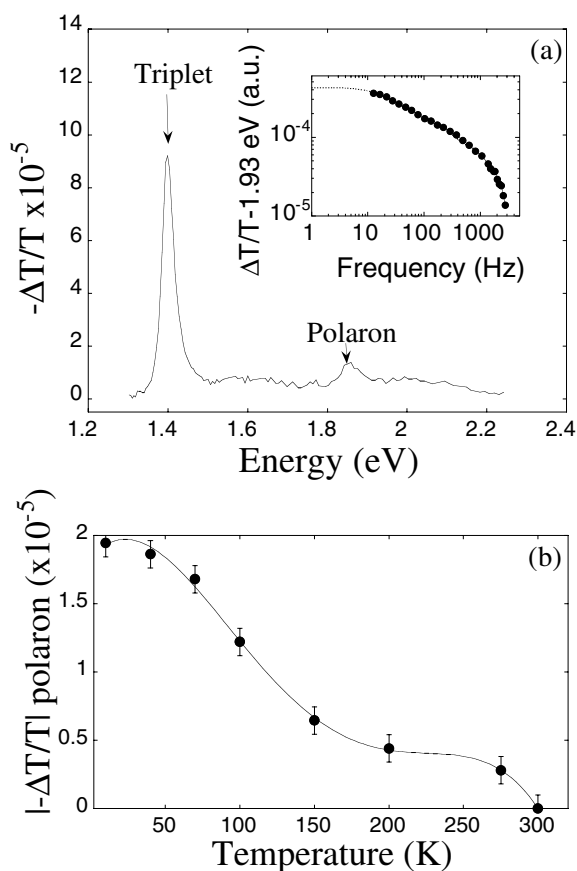 (a)
14
12
10
8
6
4
2
0
-ΔT/T x10^-5
Triplet
Polaron
ΔT/T-1.93 eV (a.u.)
10^-4
10^-5
1 10 100 1000
Frequency (Hz)
1.2 1.4 1.6 1.8 2 2.2 2.4
Energy (eV)
(b)
|-ΔT/T| polaron (x10^-5)
2
1.5
1
0.5
0
50 100 150 200 250 300
Temperature (K)